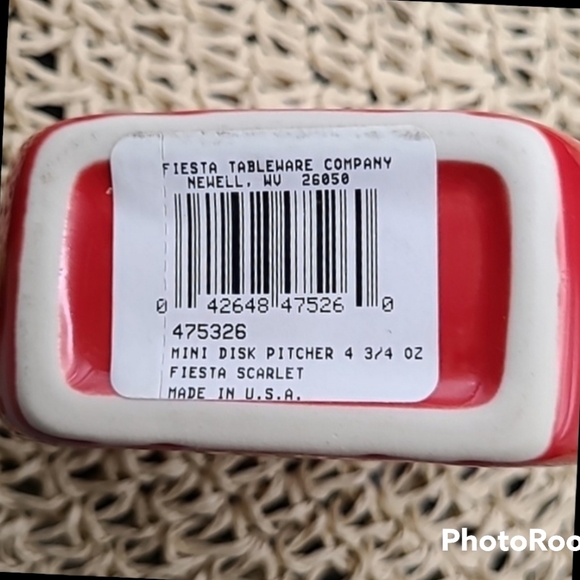 FIESTA TABLEWARE COMPANY
NEWELL, WV 26050
0 42648 47526 0
475326
MINI DISK PITCHER 4 3/4 OZ
FIESTA SCARLET
MADE IN U.S.A.
PhotoRoo